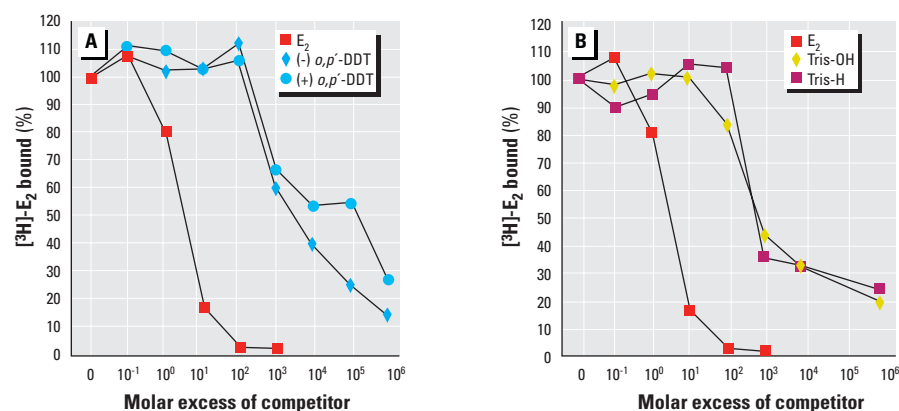 A
E₂
(-) o,p´-DDT
(+) o,p´-DDT
[³H]-E₂ bound (%)
120
110
100
90
80
70
60
50
40
30
20
10
0
0 10⁻¹ 10⁰ 10¹ 10² 10³ 10⁴ 10⁵ 10⁶
Molar excess of competitor
B
E₂
Tris-OH
Tris-H
[³H]-E₂ bound (%)
120
100
100
90
80
70
60
50
40
30
20
10
0
0 10⁻¹ 10⁰ 10¹ 10² 10³ 10⁴ 10⁵ 10⁶
Molar excess of competitor